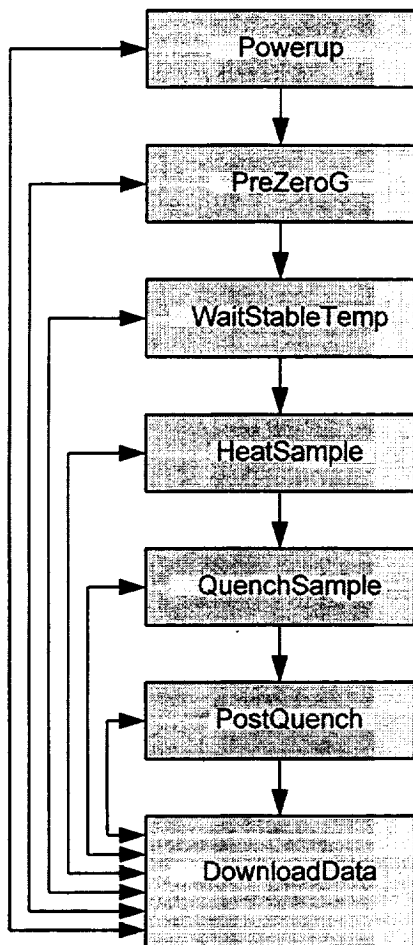 Powerup
PreZeroG
WaitStableTemp
HeatSample
QuenchSample
PostQuench
DownloadData